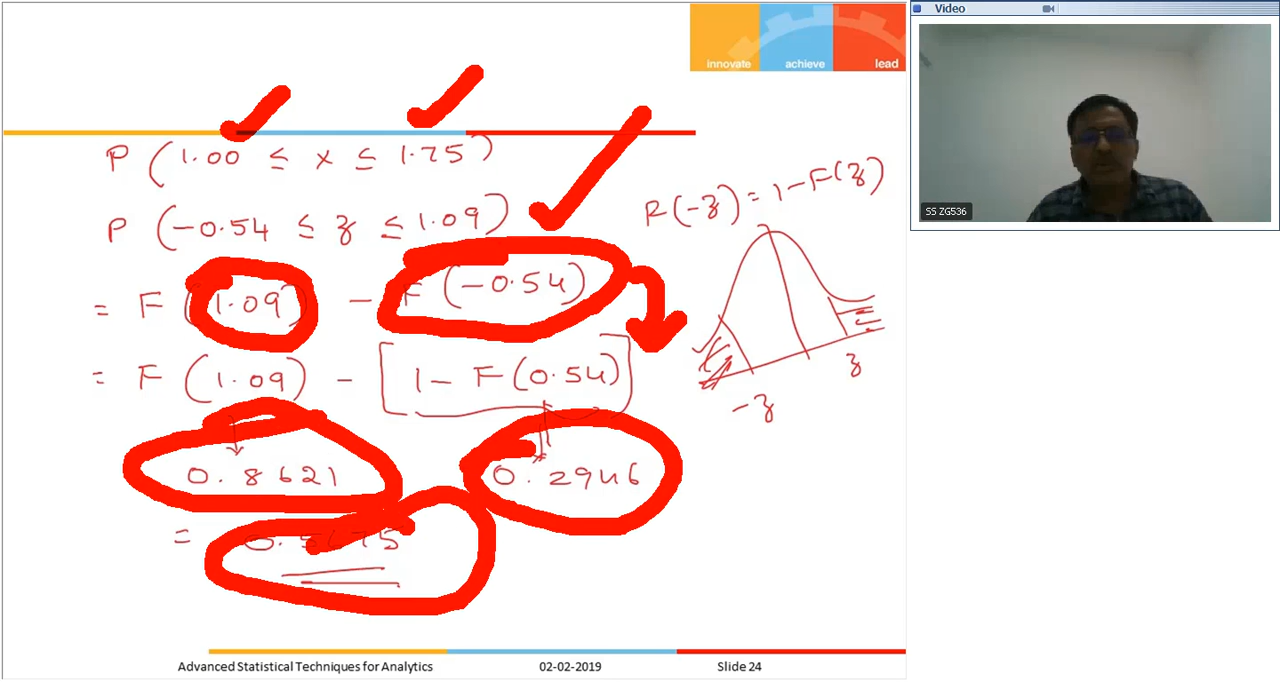 innovate achieve lead
Video
SS ZG536
P (1.00 ≤ x ≤ 1.75)
P (-0.54 ≤ z ≤ 1.09)
= F (1.09) - F (-0.54)
= F (1.09) - [1 - F(0.54)]
0.8621 0.2946
=
F(-z) = 1-F(z)
-z z
Advanced Statistical Techniques for Analytics 02-02-2019 Slide 24